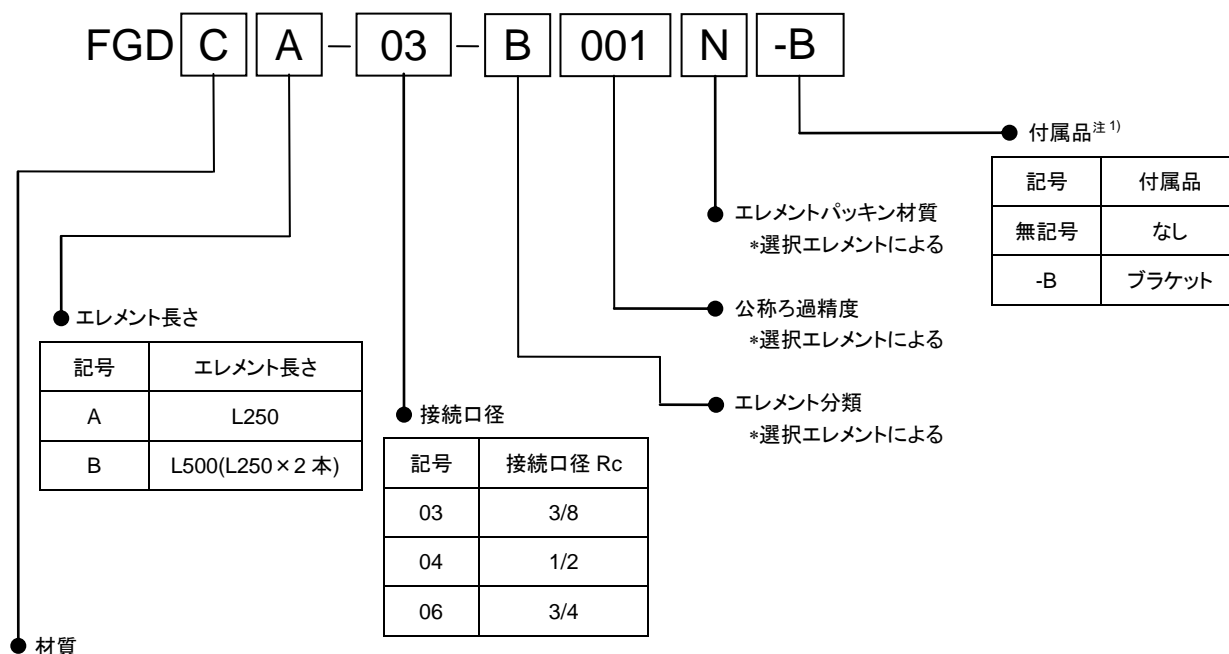 FGD C A - 03 - B 001 N -B
付属品注1)
記号 付属品
無記号 なし
-B ブラケット
エレメントパッキン材質
*選択エレメントによる
公称ろ過精度
*選択エレメントによる
エレメント分類
*選択エレメントによる
接続口径
記号 接続口径 Rc
03 3/8
04 1/2
06 3/4
エレメント長さ
記号 エレメント長さ
A L250
B L500(L250×2本)
材質